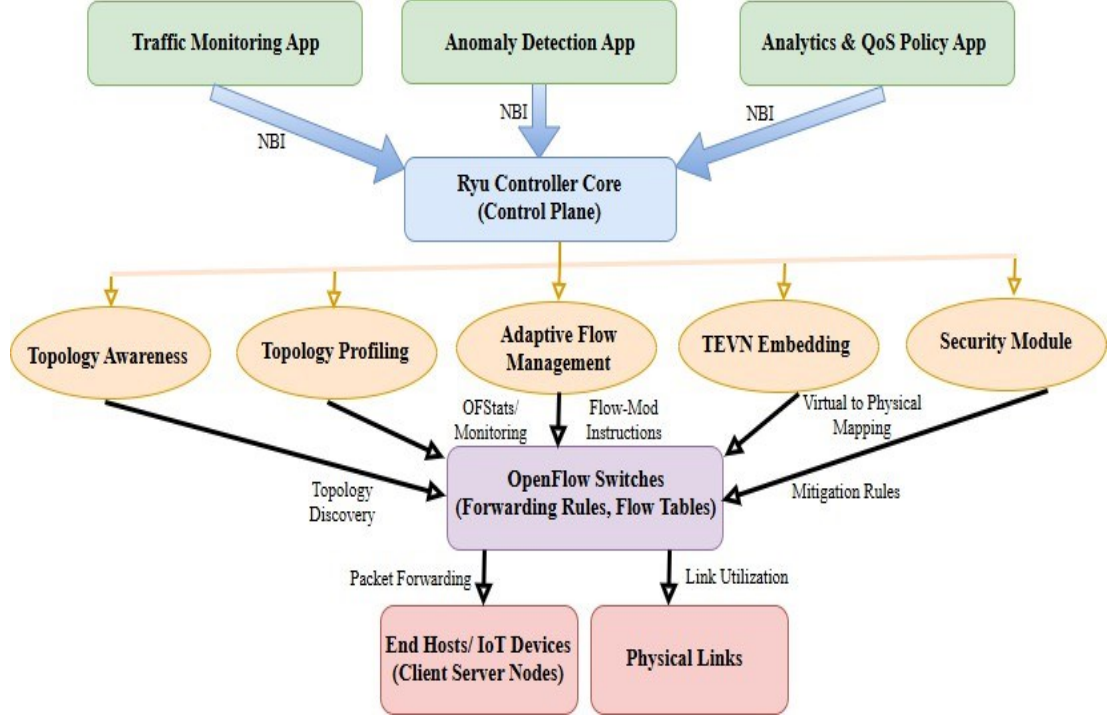 Traffic Monitoring App
Anomaly Detection App
Analytics & QoS Policy App
NBI
NBI
NBI
Ryu Controller Core
(Control Plane)
Topology Awareness
Topology Profiling
Adaptive Flow
Management
TEVN Embedding
Security Module
OFStats/
Monitoring
Flow-Mod
Instructions
Virtual to Physical
Mapping
Topology
Discovery
OpenFlow Switches
(Forwarding Rules, Flow Tables)
Mitigation Rules
Packet Forwarding
Link Utilization
End Hosts/ IoT Devices
(Client Server Nodes)
Physical Links